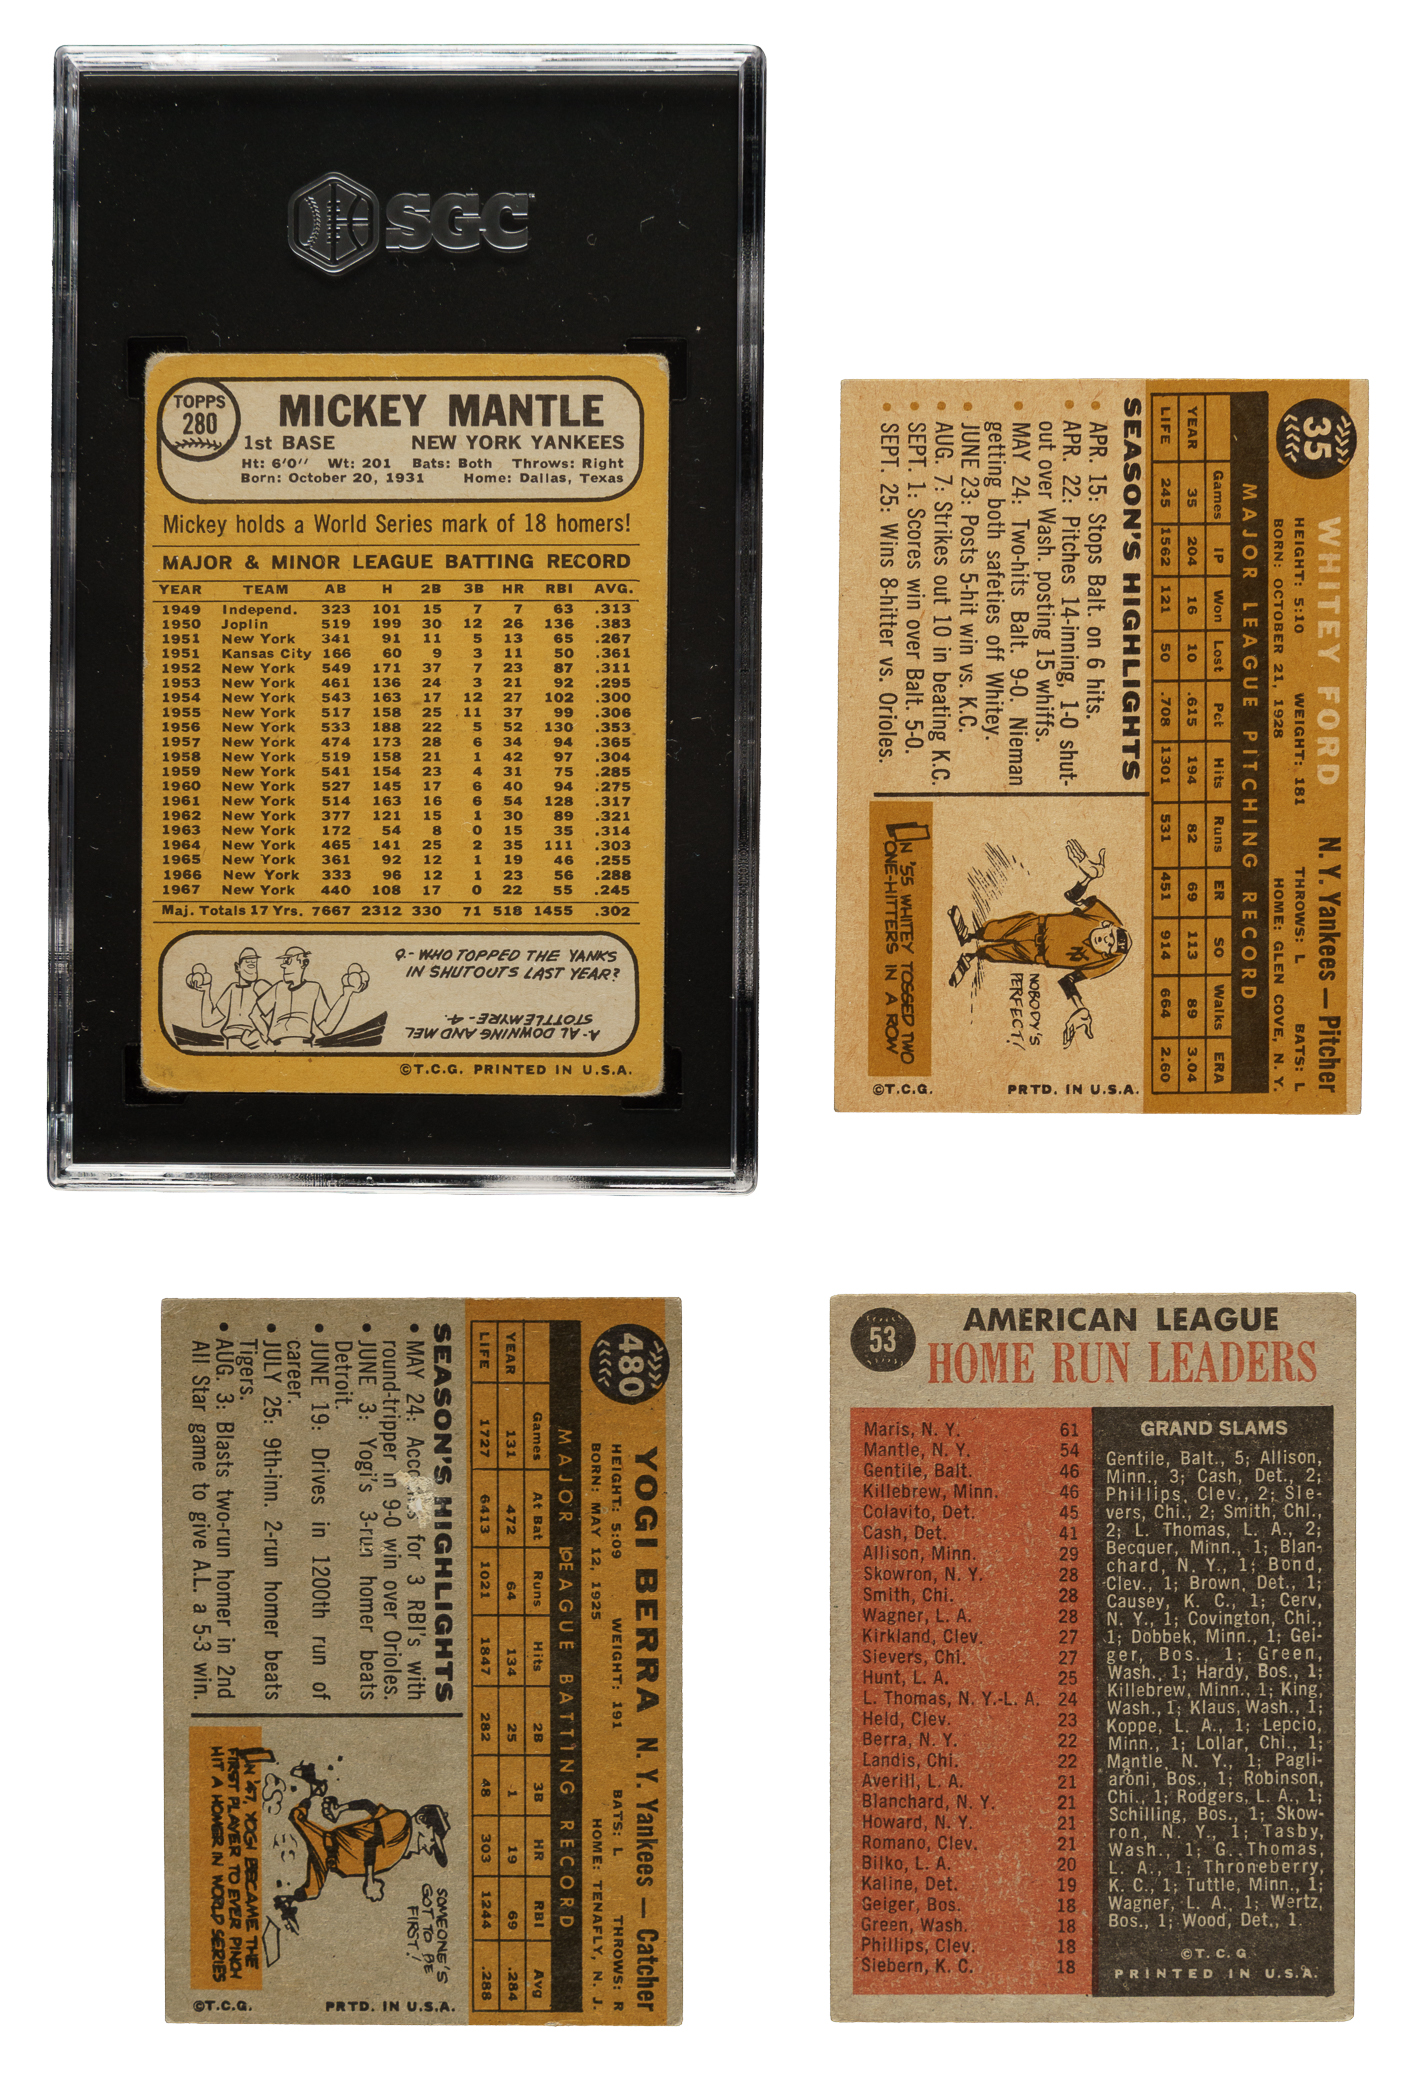 SGC
TOPPS
280
MICKEY MANTLE
1st BASE NEW YORK YANKEES
Ht: 6'0" Wt: 201 Bats: Both Throws: Right
Born: October 20, 1931 Home: Dallas, Texas
Mickey holds a World Series mark of 18 homers!
MAJOR & MINOR LEAGUE BATTING RECORD
YEAR TEAM AB H 2B 3B HR RBI AVG.
1949 Independ. 323 101 15 7 7 63 .313
1950 Joplin 519 199 30 12 26 136 .383
1951 New York 341 91 11 5 13 65 .267
1951 Kansas City 166 60 9 3 11 50 .361
1952 New York 549 171 37 7 23 87 .311
1953 New York 461 136 24 3 21 92 .295
1954 New York 543 163 17 12 27 102 .300
1955 New York 517 158 25 11 37 99 .306
1956 New York 533 188 22 5 52 130 .353
1957 New York 474 173 28 6 34 94 .365
1958 New York 519 158 21 1 42 97 .304
1959 New York 541 154 23 4 31 75 .285
1960 New York 527 145 17 6 40 94 .275
1961 New York 514 163 16 6 54 128 .317
1962 New York 377 121 15 1 30 89 .321
1963 New York 172 54 8 0 15 35 .314
1964 New York 465 141 25 2 35 111 .303
1965 New York 361 92 12 1 19 46 .255
1966 New York 333 96 12 1 23 56 .288
1967 New York 440 108 17 0 22 55 .245
Maj. Totals 17 Yrs. 7667 2312 330 71 518 1455 .302
Q- WHO TOPPED THE YANKS
IN SHUTOUTS LAST YEAR?
A- AL DOWNING AND MEL
STOTTLEMYRE - 4.
©T.C.G. PRINTED IN U.S.A.
35
WHITEY FORD N. Y. Yankees — Pitcher
HEIGHT: 5:10 WEIGHT: 181 THROWS: L BATS: L
BORN: OCTOBER 21, 1928 HOME: GLEN COVE, N. Y.
MAJOR LEAGUE PITCHING RECORD
Games IP Won Lost Pct Hits Runs ER SO Walks ERA
YEAR 35 204 16 10 .615 194 82 69 113 89 3.04
LIFE 245 1562 121 50 .708 1301 531 451 914 664 2.60
SEASON'S HIGHLIGHTS
• APR. 15: Stops Balt. on 6 hits.
• APR. 22: Pitches 14-inning, 1-0 shut-
out over Wash. posting 15 whiffs.
• MAY 24: Two-hits Balt. 9-0. Nieman
getting both safeties off Whitey.
• JUNE 23: Posts 5-hit win vs. K.C.
• AUG. 7: Strikes out 10 in beating K.C.
• SEPT. 1: Scores win over Balt. 5-0.
• SEPT. 25: Wins 8-hitter vs. Orioles.
NOBODY'S
PERFECT!
IN '55 WHITEY TOSSED TWO
ONE-HITTERS IN A ROW
©T.C.G. PRTD. IN U.S.A.
480
YOGI BERRA N. Y. Yankees — Catcher
HEIGHT: 5:09 WEIGHT: 191 BATS: L THROWS: R
BORN: MAY 12, 1925 HOME: TENAFLY, N. J.
MAJOR LEAGUE BATTING RECORD
Games At Bat Runs Hits 2B 3B HR RBI Avg
YEAR 131 472 64 134 25 1 19 69 .284
LIFE 1727 6413 1021 1847 282 48 303 1244 .288
SEASON'S HIGHLIGHTS
• MAY 24: for 3 RBI's with
round-tripper in 9-0 win over Orioles.
• JUNE 3: Yogi's 3-run homer beats
Detroit.
• JUNE 19: Drives in 1200th run of
career.
• JULY 25: 9th-inn. 2-run homer beats
Tigers.
• AUG. 3: Blasts two-run homer in 2nd
All Star game to give A.L. a 5-3 win.
SOMEONE'S
GOT TO BE
FIRST!
IN '47, YOGI BECAME THE
FIRST PLAYER TO EVER PINCH
HIT A HOMER IN WORLD SERIES
©T.C.G. PRTD. IN U.S.A.
53
AMERICAN LEAGUE
HOME RUN LEADERS
Maris, N. Y. 61
Mantle, N. Y. 54
Gentile, Balt. 46
Killebrew, Minn. 46
Colavito, Det. 45
Cash, Det. 41
Allison, Minn. 29
Skowron, N. Y. 28
Smith, Chi. 28
Wagner, L. A. 28
Kirkland, Clev. 27
Sievers, Chi. 27
Hunt, L. A. 25
L. Thomas, N. Y.-L. A. 24
Held, Clev. 23
Berra, N. Y. 22
Landis, Chi. 22
Averill, L. A. 21
Blanchard, N. Y. 21
Howard, N. Y. 21
Romano, Clev. 21
Bilko, L. A. 20
Kaline, Det. 19
Geiger, Bos. 18
Green, Wash. 18
Phillips, Clev. 18
Siebern, K. C. 18
GRAND SLAMS
Gentile, Balt., 5; Allison,
Minn., 3; Cash, Det., 2;
Phillips, Clev., 2; Sie-
vers, Chi., 2; Smith, Chi.,
2; L. Thomas, L. A., 2;
Becquer, Minn., 1; Blan-
chard, N. Y., 1; Bond,
Clev., 1; Brown, Det., 1;
Causey, K. C., 1; Cerv,
N. Y., 1; Covington, Chi.,
1; Dobbek, Minn., 1; Gei-
ger, Bos., 1; Green,
Wash., 1; Hardy, Bos., 1;
Killebrew, Minn., 1; King,
Wash., 1; Klaus, Wash., 1;
Koppe, L. A., 1; Lepcio,
Minn., 1; Lollar, Chi., 1;
Mantle, N. Y., 1; Pagli-
aroni, Bos., 1; Robinson,
Chi., 1; Rodgers, L. A., 1;
Schilling, Bos., 1; Skow-
ron, N. Y., 1; Tasby,
Wash., 1; G. Thomas,
L. A., 1; Throneberry,
K. C., 1; Tuttle, Minn., 1;
Wagner, L. A., 1; Wertz,
Bos., 1; Wood, Det., 1.
©T. C. G.
PRINTED IN U.S.A.